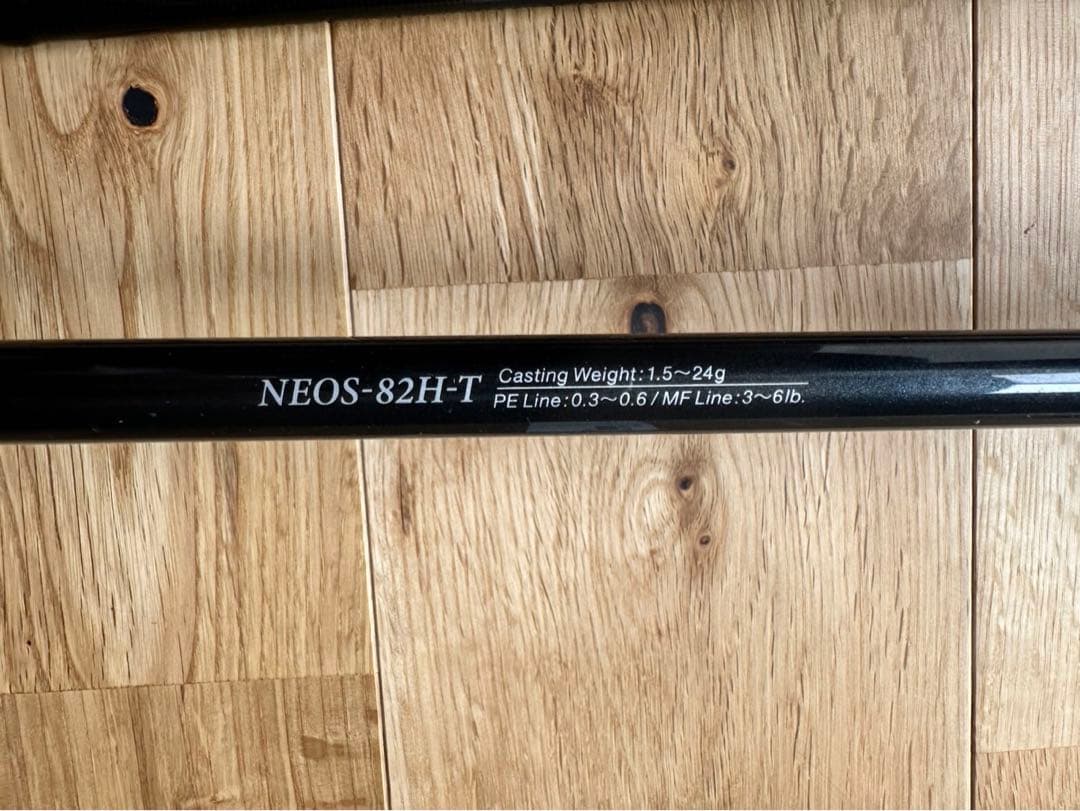 NEOS-82H-T
Casting Weight:1.5〜24g
PE Line:0.3〜0.6/MF Line:3〜6lb.